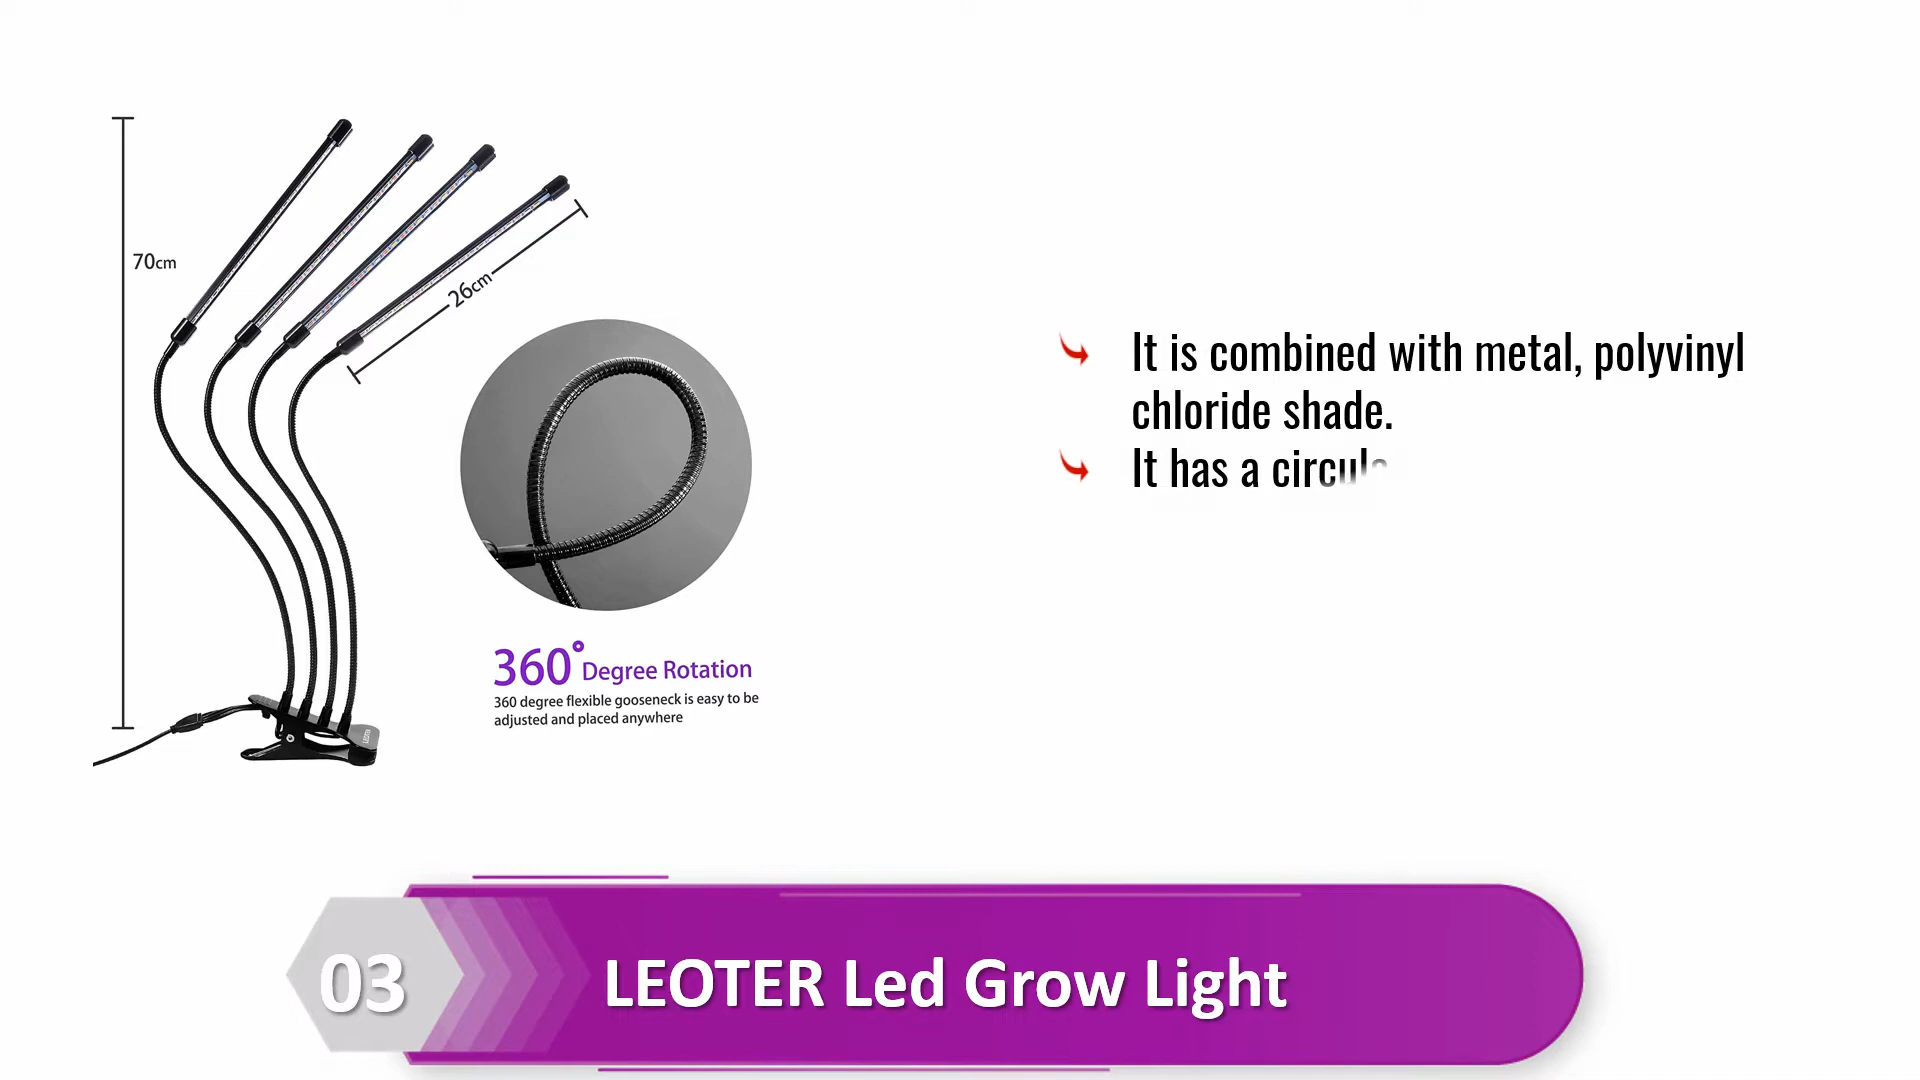 70cm
26cm
360° Degree Rotation
360 degree flexible gooseneck is easy to be
adjusted and placed anywhere
It is combined with metal, polyvinyl
chloride shade.
It has a
03
LEOTER Led Grow Light